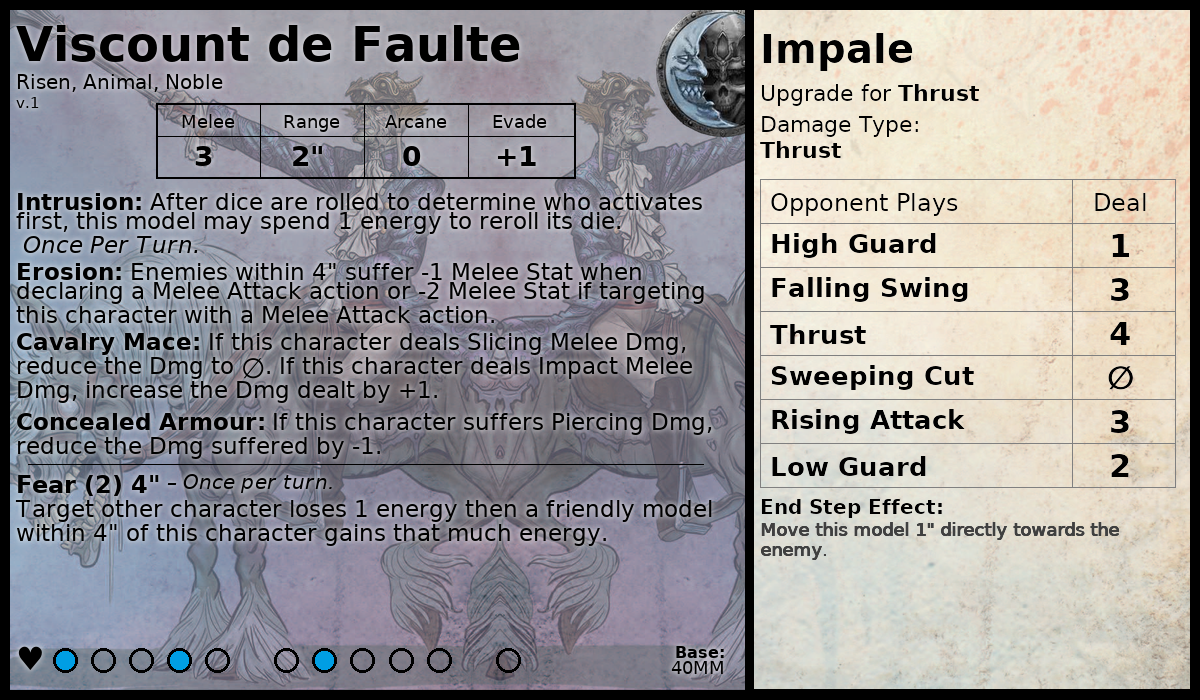 Viscount de Faulte
Risen, Animal, Noble
v.1
Melee Range Arcane Evade
3 2" 0 +1
Intrusion: After dice are rolled to determine who activates
first, this model may spend 1 energy to reroll its die.
Once Per Turn.
Erosion: Enemies within 4" suffer -1 Melee Stat when
declaring a Melee Attack action or -2 Melee Stat if targeting
this character with a Melee Attack action.
Cavalry Mace: If this character deals Slicing Melee Dmg,
reduce the Dmg to ∅. If this character deals Impact Melee
Dmg, increase the Dmg dealt by +1.
Concealed Armour: If this character suffers Piercing Dmg,
reduce the Dmg suffered by -1.
Fear (2) 4" – Once per turn.
Target other character loses 1 energy then a friendly model
within 4" of this character gains that much energy.
Base:
40MM
Impale
Upgrade for Thrust
Damage Type:
Thrust
Opponent Plays Deal
High Guard 1
Falling Swing 3
Thrust 4
Sweeping Cut ∅
Rising Attack 3
Low Guard 2
End Step Effect:
Move this model 1" directly towards the
enemy.